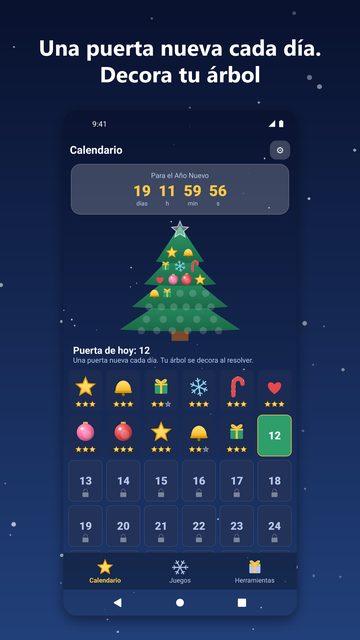 Una puerta nueva cada día.
Decora tu árbol
9:41
Calendario
Para el Año Nuevo
19 11 59 56
días h min s
Puerta de hoy: 12
Una puerta nueva cada día. Tu árbol se decora al resolver.
12
13 14 15 16 17 18
19 20 21 22 23 24
Calendario Juegos Herramientas